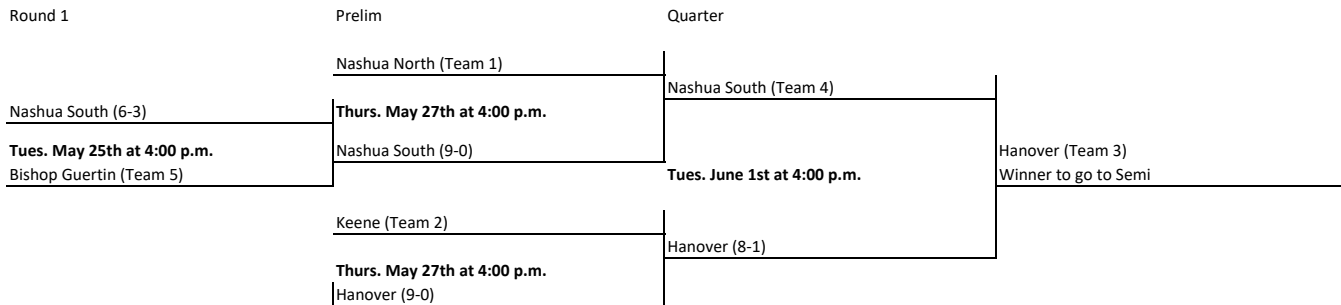 Round 1 Prelim Quarter
Nashua North (Team 1)
Nashua South (Team 4)
Nashua South (6-3) Thurs. May 27th at 4:00 p.m.
Tues. May 25th at 4:00 p.m. Nashua South (9-0) Hanover (Team 3)
Bishop Guertin (Team 5) Tues. June 1st at 4:00 p.m. Winner to go to Semi
Keene (Team 2)
Hanover (8-1)
Thurs. May 27th at 4:00 p.m.
Hanover (9-0)